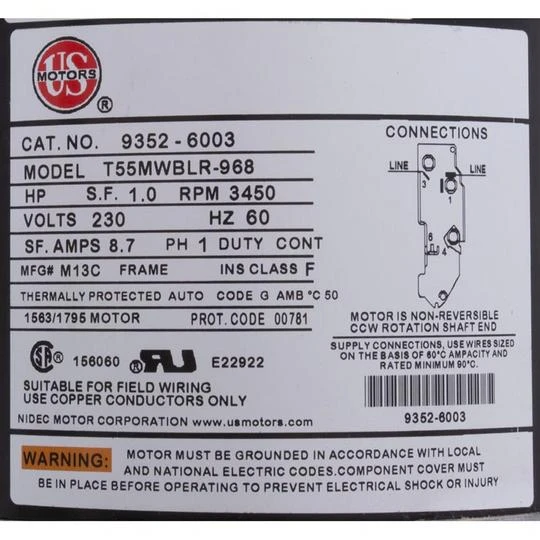 US
MOTORS
®
CAT. NO. 9352-6003
MODEL T55MWBLR-968
HP S.F. 1.0 RPM 3450
VOLTS 230 HZ 60
SF. AMPS 8.7 PH 1 DUTY CONT
MFG# M13C FRAME INS CLASS F
THERMALLY PROTECTED AUTO CODE G AMB °C 50
1563/1795 MOTOR PROT. CODE 00781
SA ® 156060 RU ® E22922
SUITABLE FOR FIELD WIRING
USE COPPER CONDUCTORS ONLY
NIDEC MOTOR CORPORATION www.usmotors.com
CONNECTIONS
LINE LINE
3 1
6
4
MOTOR IS NON-REVERSIBLE
CCW ROTATION SHAFT END
SUPPLY CONNECTIONS, USE WIRES SIZED
ON THE BASIS OF 60°C AMPACITY AND
RATED MINIMUM 90°C.
9352-6003
WARNING: MOTOR MUST BE GROUNDED IN ACCORDANCE WITH LOCAL
AND NATIONAL ELECTRIC CODES.COMPONENT COVER MUST
BE IN PLACE BEFORE OPERATING TO PREVENT ELECTRICAL SHOCK OR INJURY